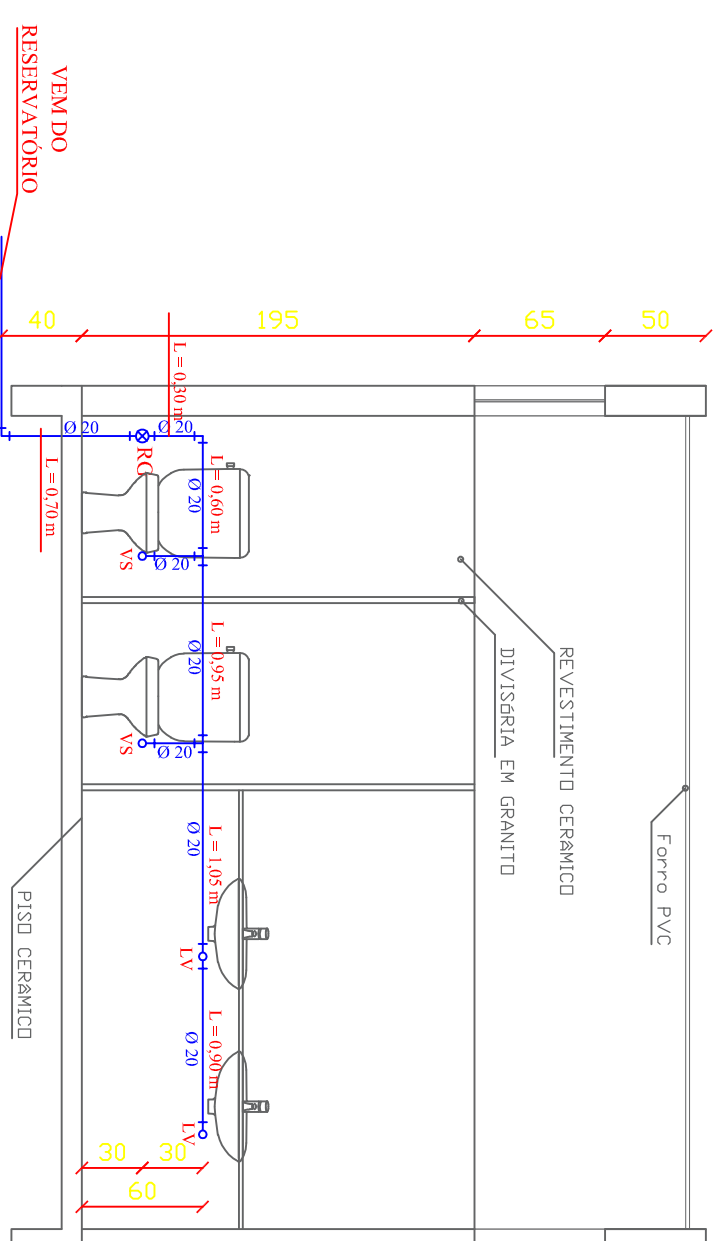 VEM DO
RESERVATÓRIO
40
195
65
50
L = 0,30 m
Ø 20
Ø 20
RG
L = 0,70 m
L = 0,60 m
Ø 20
VS
Ø 20
L = 0,95 m
Ø 20
VS
Ø 20
REVESTIMENTO CERÂMICO
DIVISÓRIA EM GRANITO
Forro PVC
L = 1,05 m
Ø 20
LV
PISO CERÂMICO
L = 0,90 m
Ø 20
LV
30
30
60